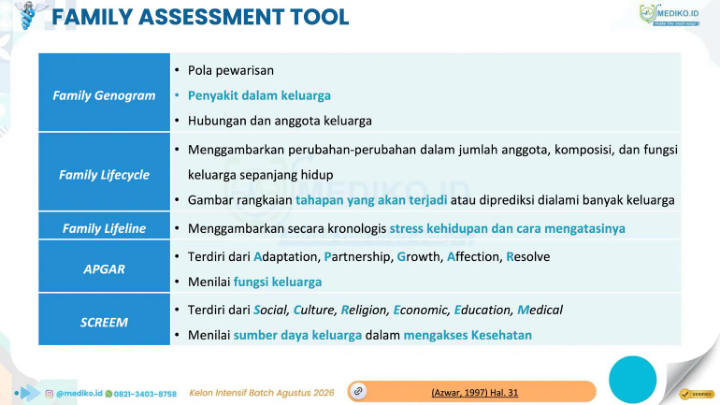 FAMILY ASSESSMENT TOOL
MEDIKO.ID
Family Genogram
• Pola pewarisan
• Penyakit dalam keluarga
• Hubungan dan anggota keluarga
Family Lifecycle
• Menggambarkan perubahan-perubahan dalam jumlah anggota, komposisi, dan fungsi
keluarga sepanjang hidup
• Gambar rangkaian tahapan yang akan terjadi atau diprediksi dialami banyak keluarga
Family Lifeline
• Menggambarkan secara kronologis stress kehidupan dan cara mengatasinya
APGAR
• Terdiri dari Adaptation, Partnership, Growth, Affection, Resolve
• Menilai fungsi keluarga
SCREEM
• Terdiri dari Social, Culture, Religion, Economic, Education, Medical
• Menilai sumber daya keluarga dalam mengakses Kesehatan
MEDIKO.ID
@mediko.id 0821-3403-8758 Kelon Intensif Batch Agustus 2026
(Azwar, 1997) Hal. 31